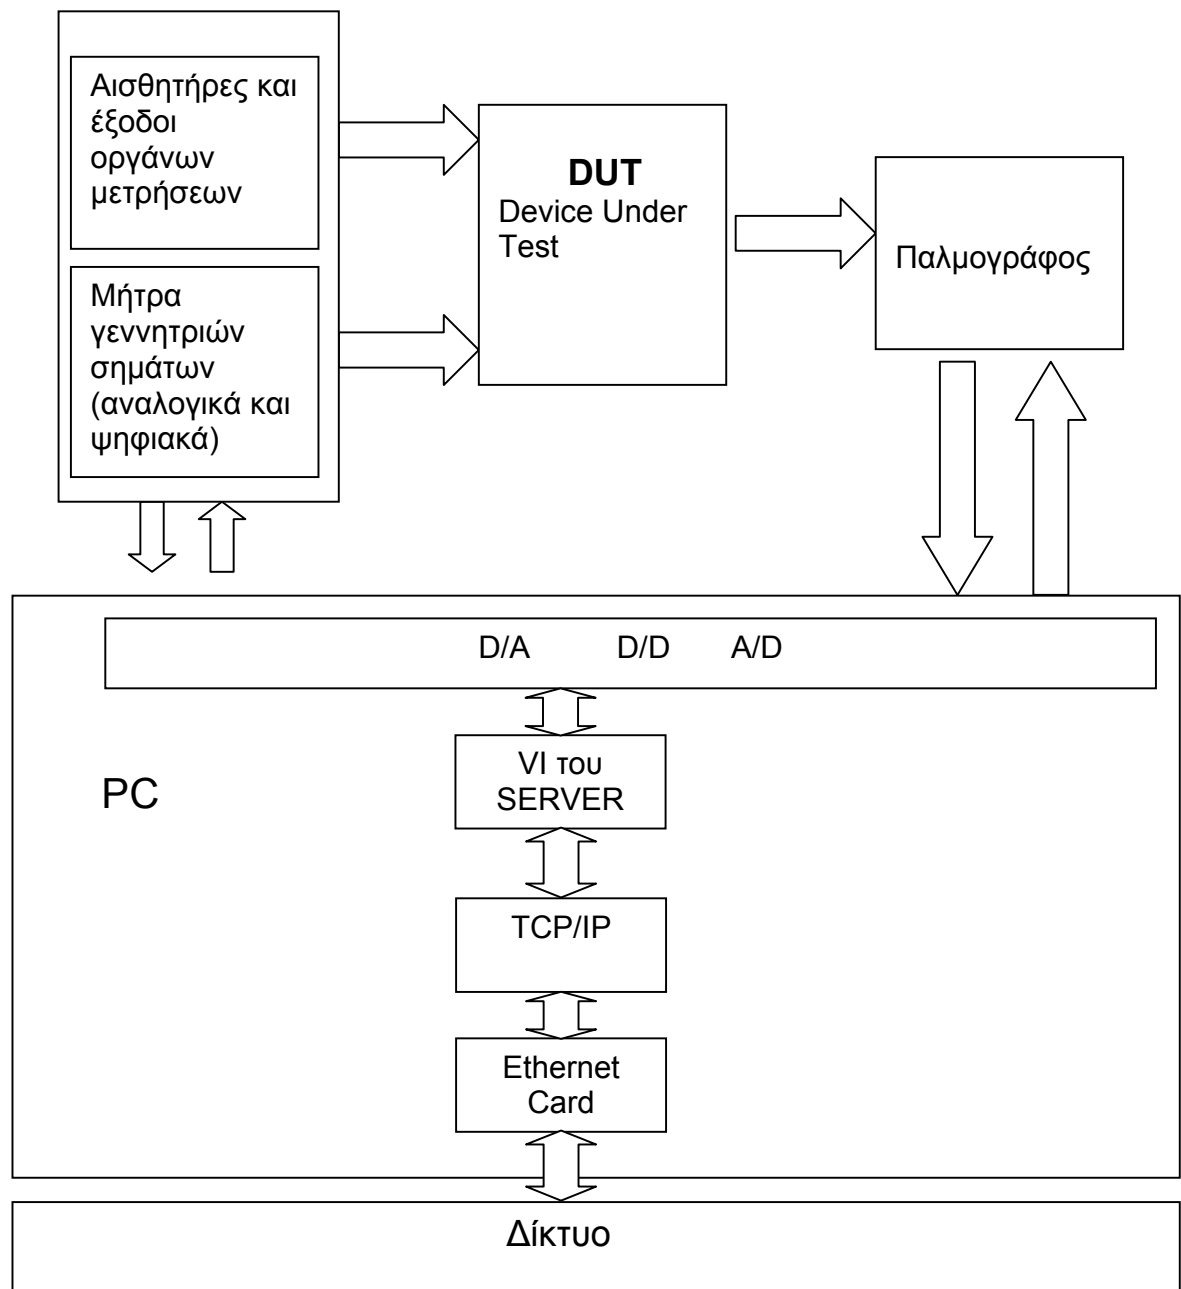 Αισθητήρες και
έξοδοι
οργάνων
μετρήσεων
Μήτρα
γεννητριών
σημάτων
(αναλογικά και
ψηφιακά)
DUT
Device Under
Test
Παλμογράφος
D/A D/D A/D
PC
VI του
SERVER
TCP/IP
Ethernet
Card
Δίκτυο